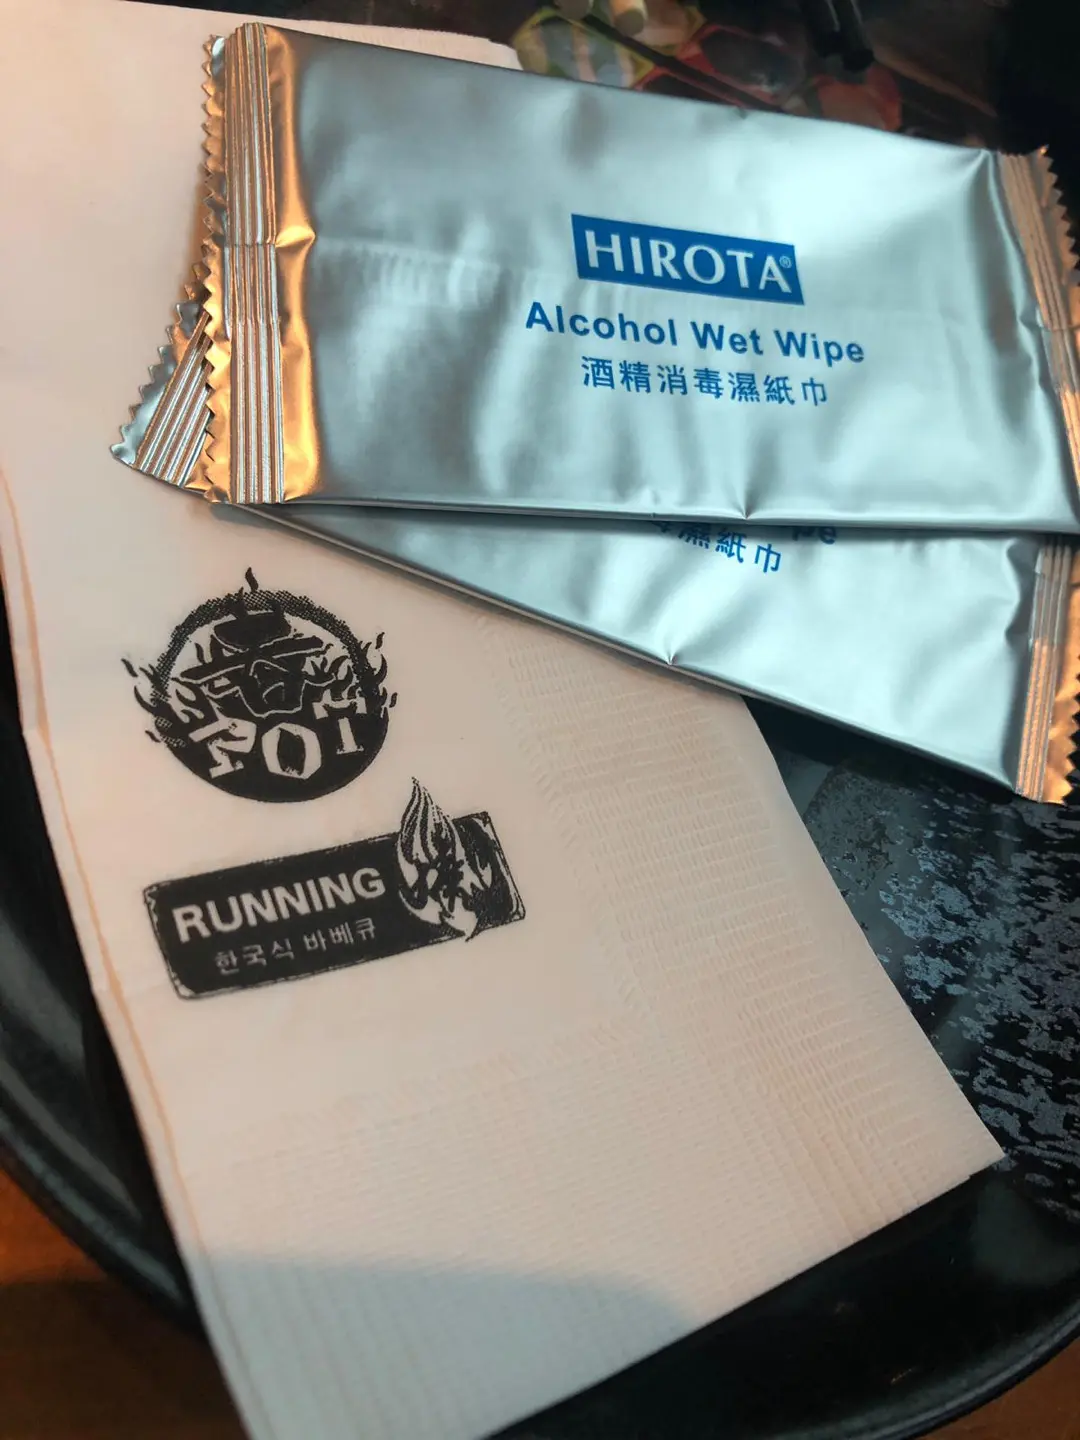 HIROTA®
Alcohol Wet Wipe
酒精消毒濕紙巾
pe
濕紙巾
POT
RUNNING
한국식 바베큐